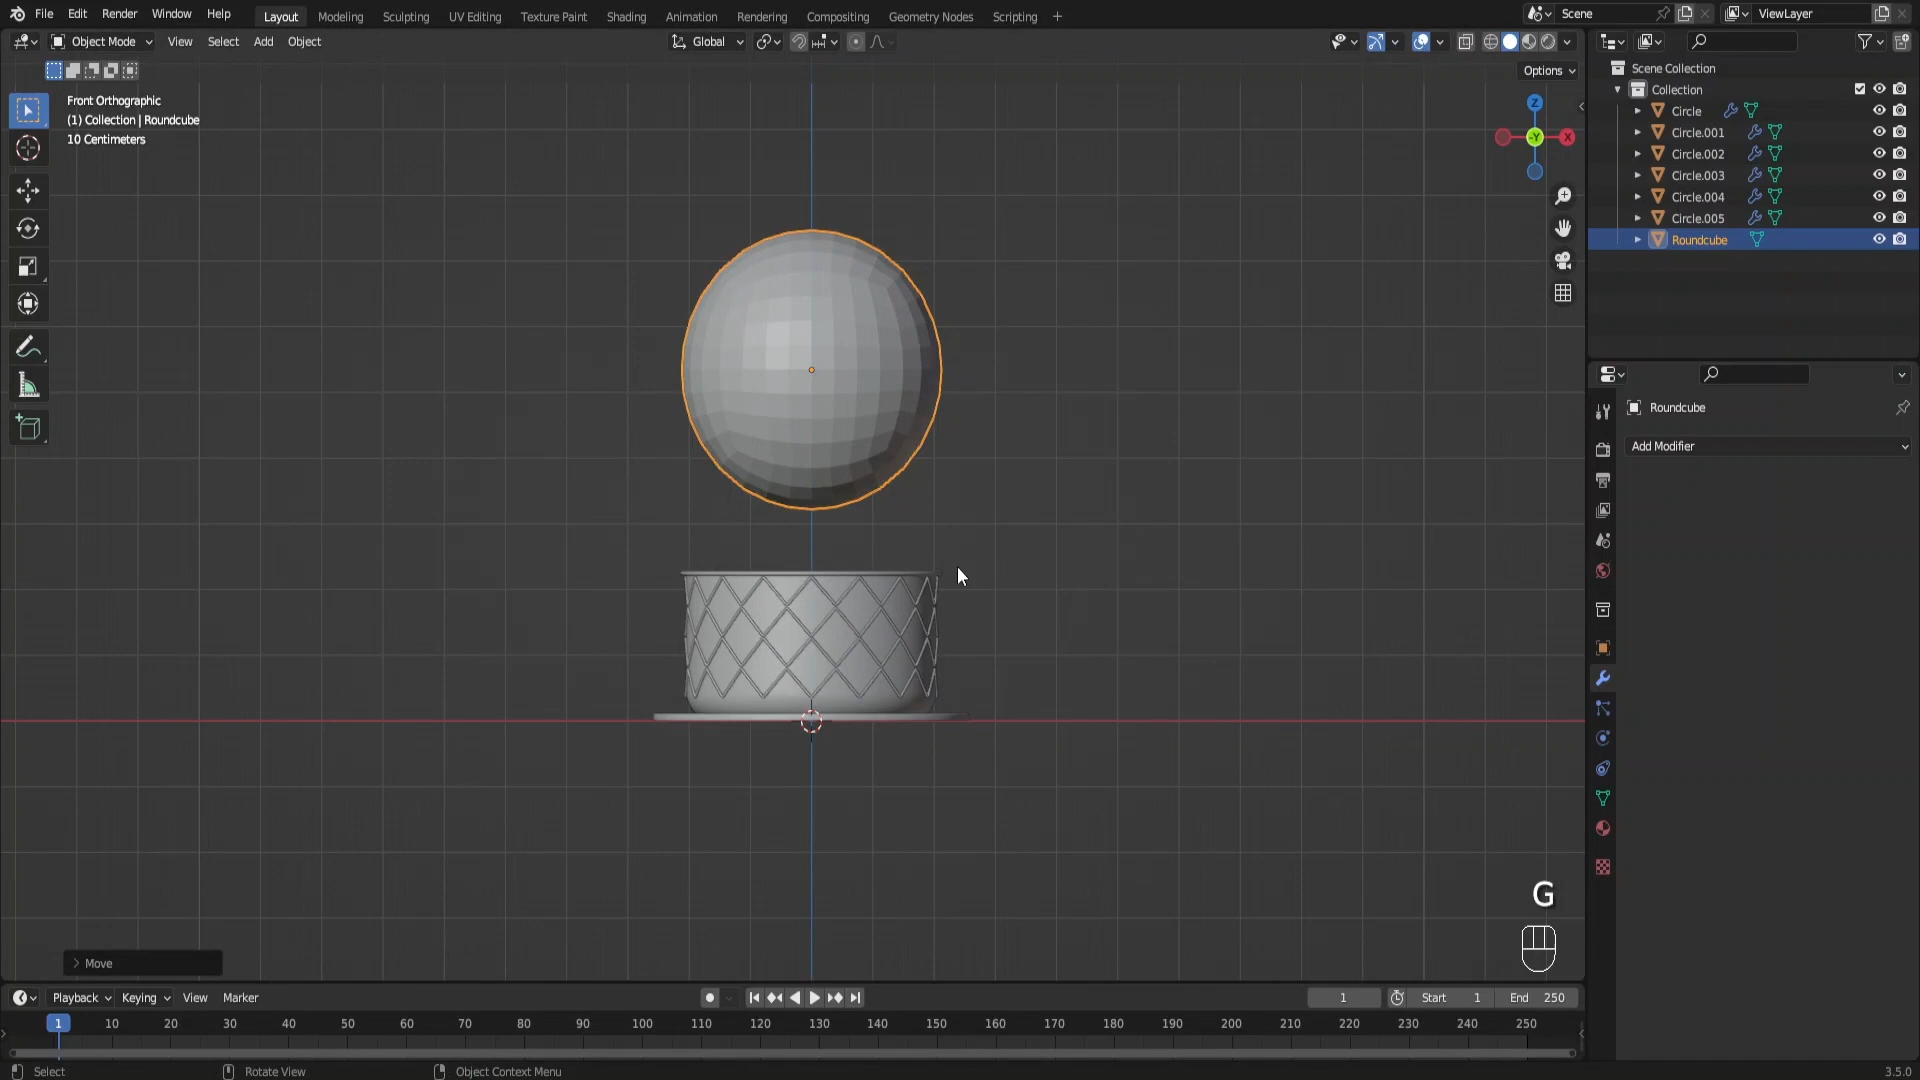 File Edit Render Window Help Layout Modeling Sculpting UV Editing Texture Paint Shading Animation Rendering Compositing Geometry Nodes Scripting + Scene ViewLayer
Object Mode View Select Add Object Global
Options
Front Orthographic
(1) Collection | Roundcube
10 Centimeters
Z
-Y
X
Scene Collection
Collection
Circle
Circle.001
Circle.002
Circle.003
Circle.004
Circle.005
Roundcube
Roundcube
Add Modifier
G
Move
Playback Keying View Marker 1 Start 1 End 250
1 10 20 30 40 50 60 70 80 90 100 110 120 130 140 150 160 170 180 190 200 210 220 230 240 250
Select Rotate View Object Context Menu 3.5.0